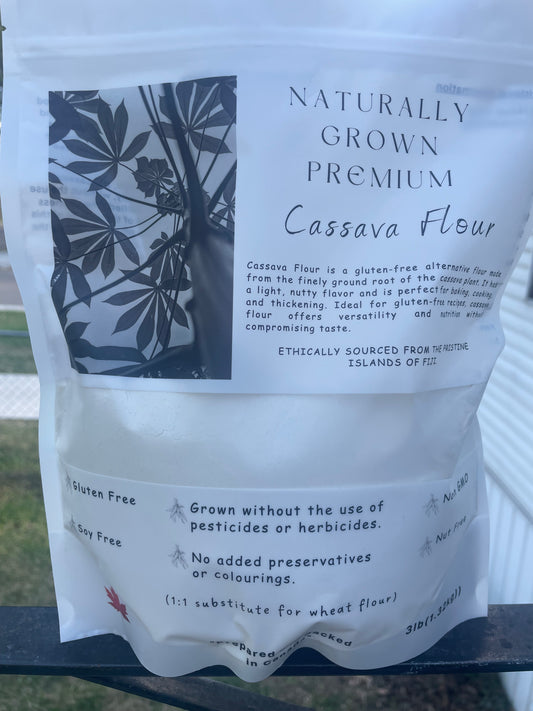 NATURALLY
GROWN
PREMIUM
Cassava Flour
Cassava Flour is a gluten-free alternative flour made
from the finely ground root of the cassava plant. It has
a light, nutty flavor and is perfect for baking, cooking,
and thickening. Ideal for gluten-free recipes, cassava
flour offers versatility and nutrition without
compromising taste.
ETHICALLY SOURCED FROM THE PRISTINE
ISLANDS OF FIJI
Gluten Free
Grown without the use of
pesticides or herbicides.
Non GMO
Soy Free
No added preservatives
or colourings.
Nut Free
(1:1 substitute for wheat flour)
3lb(1.32kg))
in Canada